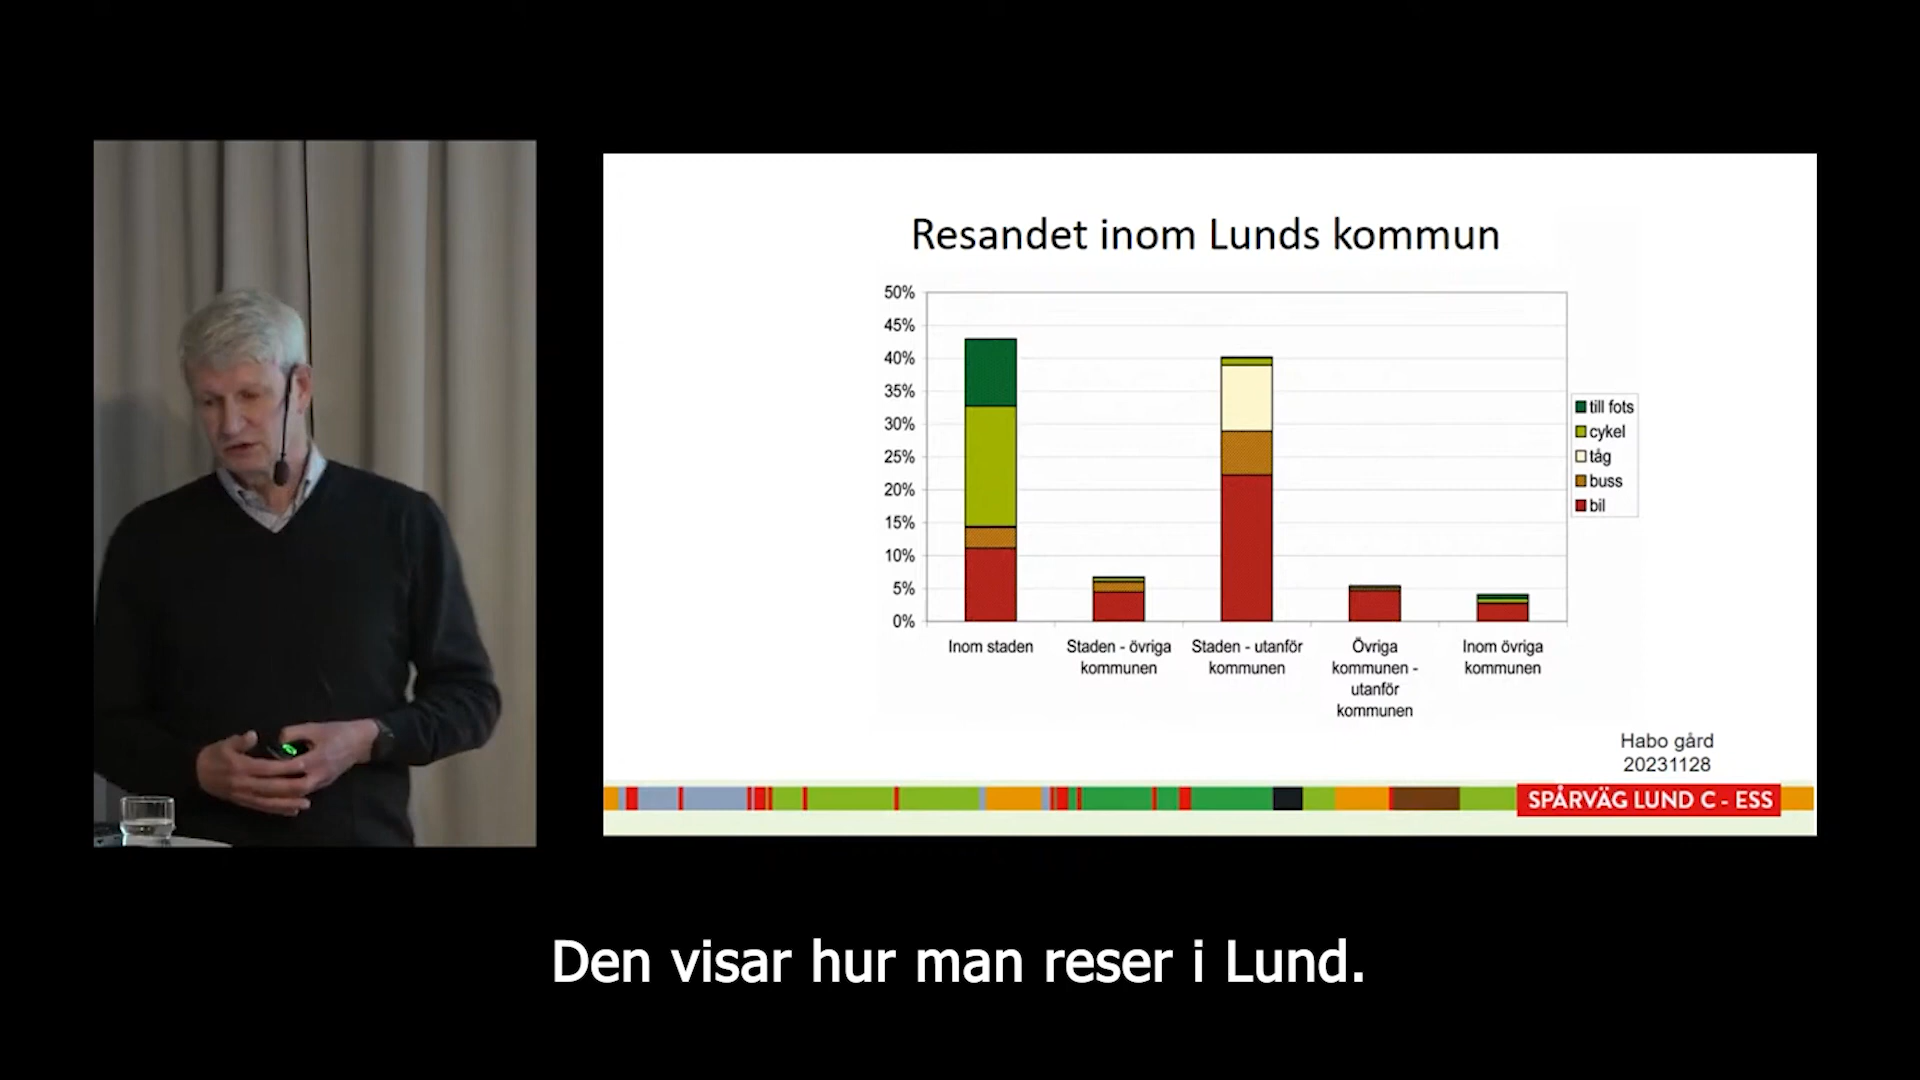 Resandet inom Lunds kommun
50%
45%
40%
35%
30%
25%
20%
15%
10%
5%
0%
till fots
cykel
tåg
buss
bil
Inom staden
Staden - övriga
kommunen
Staden - utanför
kommunen
Övriga
kommunen -
utanför
kommunen
Inom övriga
kommunen
Habo gård
20231128
SPÅRVÄG LUND C - ESS
Den visar hur man reser i Lund.